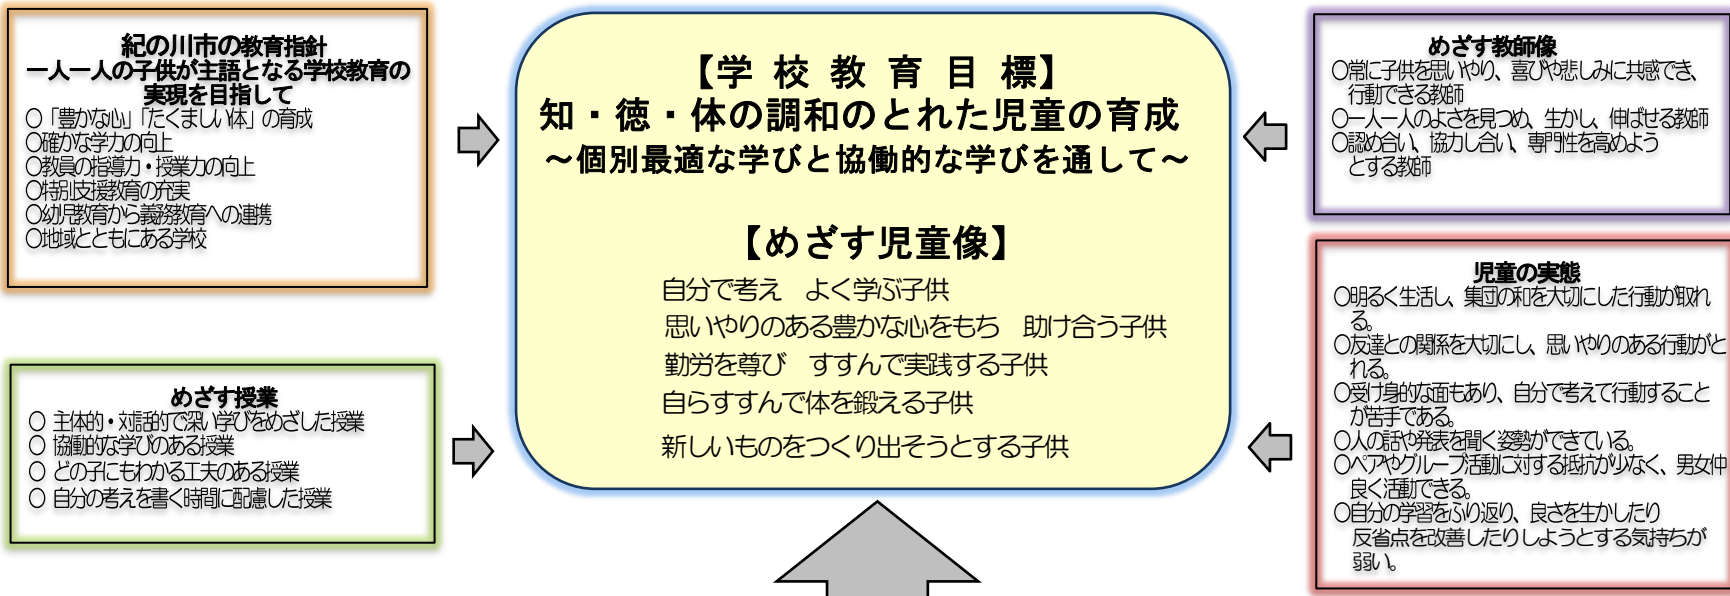 紀の川市の教育指針
一人一人の子供が主語となる学校教育の
実現を目指して
○「豊かな心」「たくましい体」の育成
○確かな学力の向上
○教員の指導力・授業力の向上
○特別支援教育の充実
○幼児教育から義務教育への連携
○地域とともにある学校
めざす授業
○ 主体的・対話的で深い学びをめざした授業
○ 協働的な学びのある授業
○ どの子にもわかる工夫のある授業
○ 自分の考えを書く時間に配慮した授業
【学 校 教 育 目 標】
知・徳・体の調和のとれた児童の育成
～個別最適な学びと協働的な学びを通して～
【めざす児童像】
自分で考え よく学ぶ子供
思いやりのある豊かな心をもち 助け合う子供
勤労を尊び すすんで実践する子供
自らすすんで体を鍛える子供
新しいものをつくり出そうとする子供
めざす教師像
○常に子供を思いやり、喜びや悲しみに共感でき、
行動できる教師
○一人一人のよさを見つめ、生かし、伸ばせる教師
○認め合い、協力し合い、専門性を高めよう
とする教師
児童の実態
○明るく生活し、集団の和を大切にした行動が取れ
る。
○友達との関係を大切にし、思いやりのある行動がと
れる。
○受け身的な面もあり、自分で考えて行動すること
が苦手である。
○人の話や発表を聞く姿勢ができている。
○ペアやグループ活動に対する抵抗が少なく、男女仲
良く活動できる。
○自分の学習をふり返り、良さを生かしたり
反省点を改善したりしようとする気持ちが
弱い。